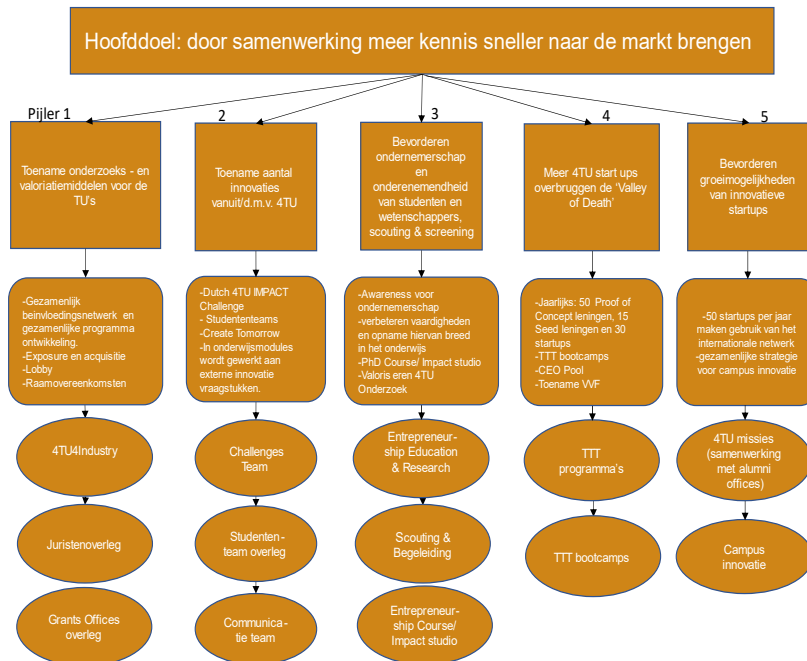 Hoofddoel: door samenwerking meer kennis sneller naar de markt brengen
Pijler 1
2
3
4
5
Toename onderzoeks - en
valoriatiemiddelen voor de
TU's
Toename aantal
innovaties
vanuit/d.m.v. 4TU
Bevorderen
ondernemerschap
en
onderenemendheid
van studenten en
wetenschappers,
scouting & screening
Meer 4TU start ups
overbruggen de 'Valley
of Death'
Bevorderen
groeimogelijkheden
van innovatieve
startups
-Gezamenlijk
beinvloedingsnetwerk en
gezamenlijke programma
ontwikkeling.
-Exposure en acquisitie
-Lobby
-Raamovereenkomsten
-Dutch 4TU IMPACT
Challenge
- Studententeams
-Create Tomorrow
-In onderwijsmodules
wordt gewerkt aan
externe innovatie
vraagstukken.
-Awareness voor
ondernemerschap
-verbeteren vaardigheden
en opname hiervan breed
in het onderwijs
-PhD Course/ Impact studio
-Valoris eren 4TU
Onderzoek
-Jaarlijks: 50 Proof of
Concept leningen, 15
Seed leningen en 30
startups
-TTT bootcamps
-CEO Pool
-Toename VVF
-50 startups per jaar
maken gebruik van het
internationale netwerk
-gezamenlijke strategie
voor campus innovatie
4TU4Industry
Challenges
Team
Entrepreneur-
ship Education
& Research
TTT
programma's
4TU missies
(samenwerking
met alumni
offices)
Juristenoverleg
Studenten-
team overleg
Scouting &
Begeleiding
TTT bootcamps
Campus
innovatie
Grants Offices
overleg
Communica-
tie team
Entrepreneur-
ship Course/
Impact studio